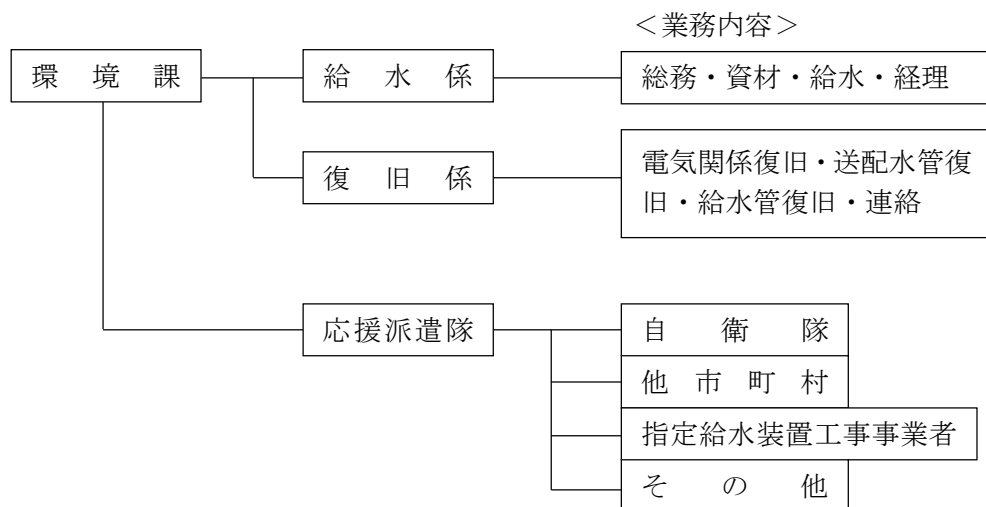 ＜業務内容＞
環境課
給水係
総務・資材・給水・経理
復旧係
電気関係復旧・送配水管復
旧・給水管復旧・連絡
応援派遣隊
自衛隊
他市町村
指定給水装置工事事業者
その他